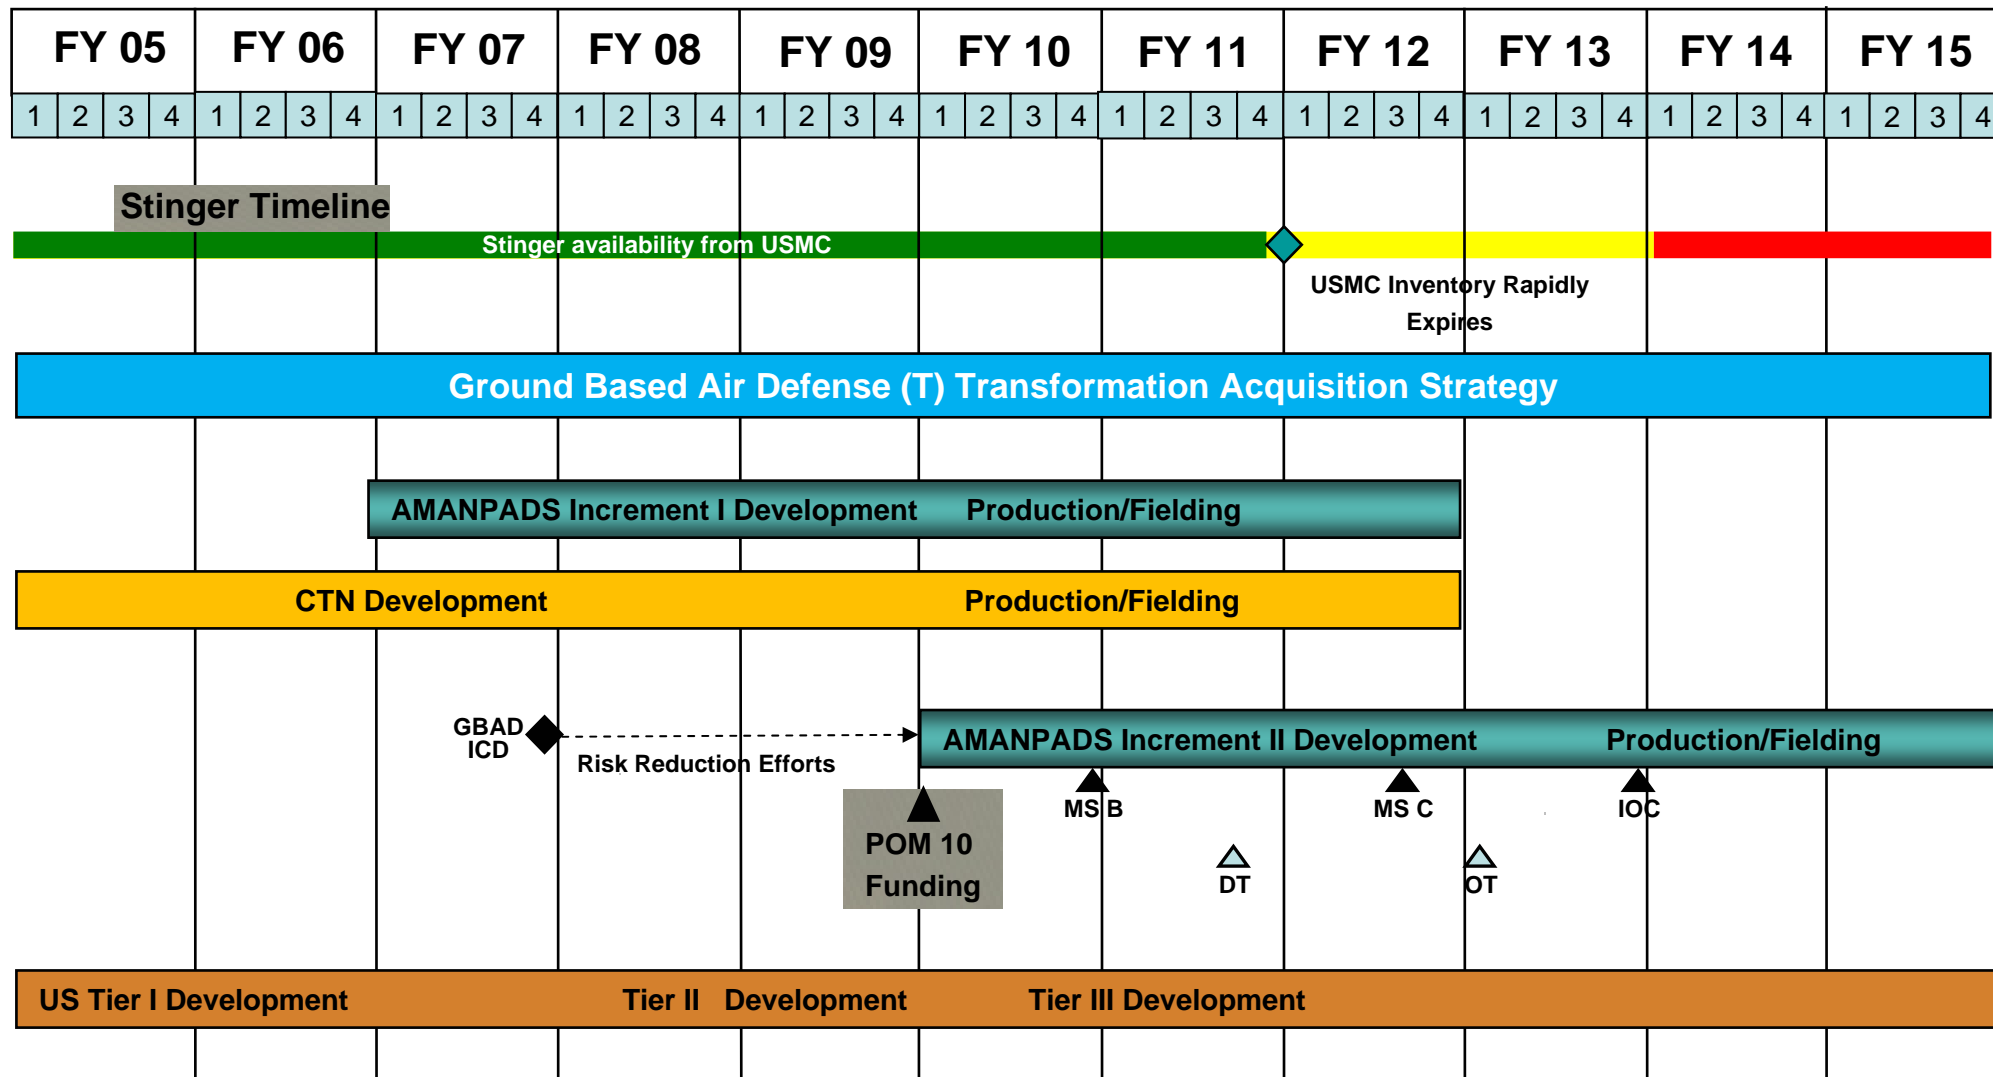 FY 05 FY 06 FY 07 FY 08 FY 09 FY 10 FY 11 FY 12 FY 13 FY 14 FY 15
1 2 3 4 1 2 3 4 1 2 3 4 1 2 3 4 1 2 3 4 1 2 3 4 1 2 3 4 1 2 3 4 1 2 3 4 1 2 3 4 1 2 3 4
Stinger Timeline
Stinger availability from USMC
USMC Inventory Rapidly
Expires
Ground Based Air Defense (T) Transformation Acquisition Strategy
AMANPADS Increment I Development Production/Fielding
CTN Development Production/Fielding
GBAD
ICD
Risk Reduction Efforts
AMANPADS Increment II Development Production/Fielding
MS B MS C IOC
POM 10
Funding
DT OT
US Tier I Development Tier II Development Tier III Development